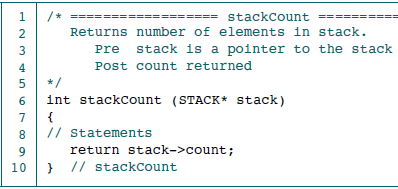 1 /* ================== stackCount ==========
2 Returns number of elements in stack.
3 Pre stack is a pointer to the stack
4 Post count returned
5 */
6 int stackCount (STACK* stack)
7 {
8 // Statements
9 return stack->count;
10 } // stackCount